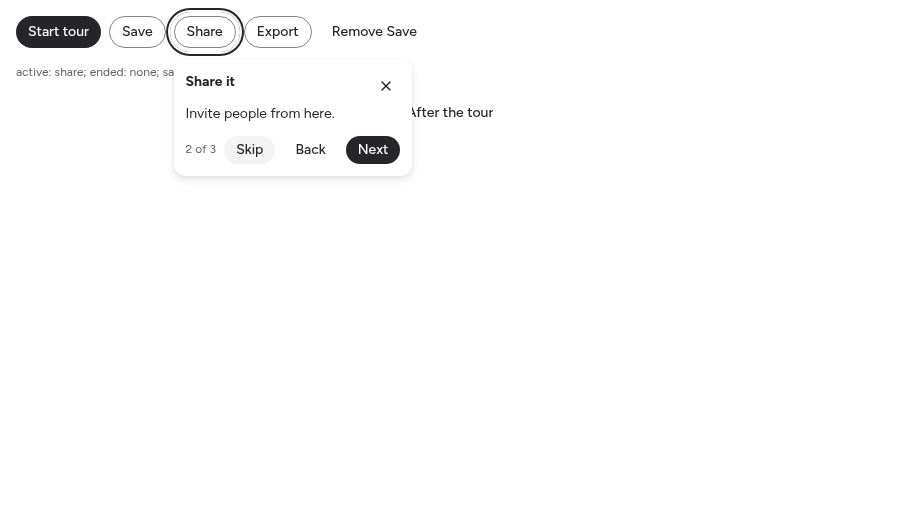 Start tour Save Share Export Remove Save
active: share; ended: none; sa
Share it
Invite people from here.
After the tour
2 of 3 Skip Back Next